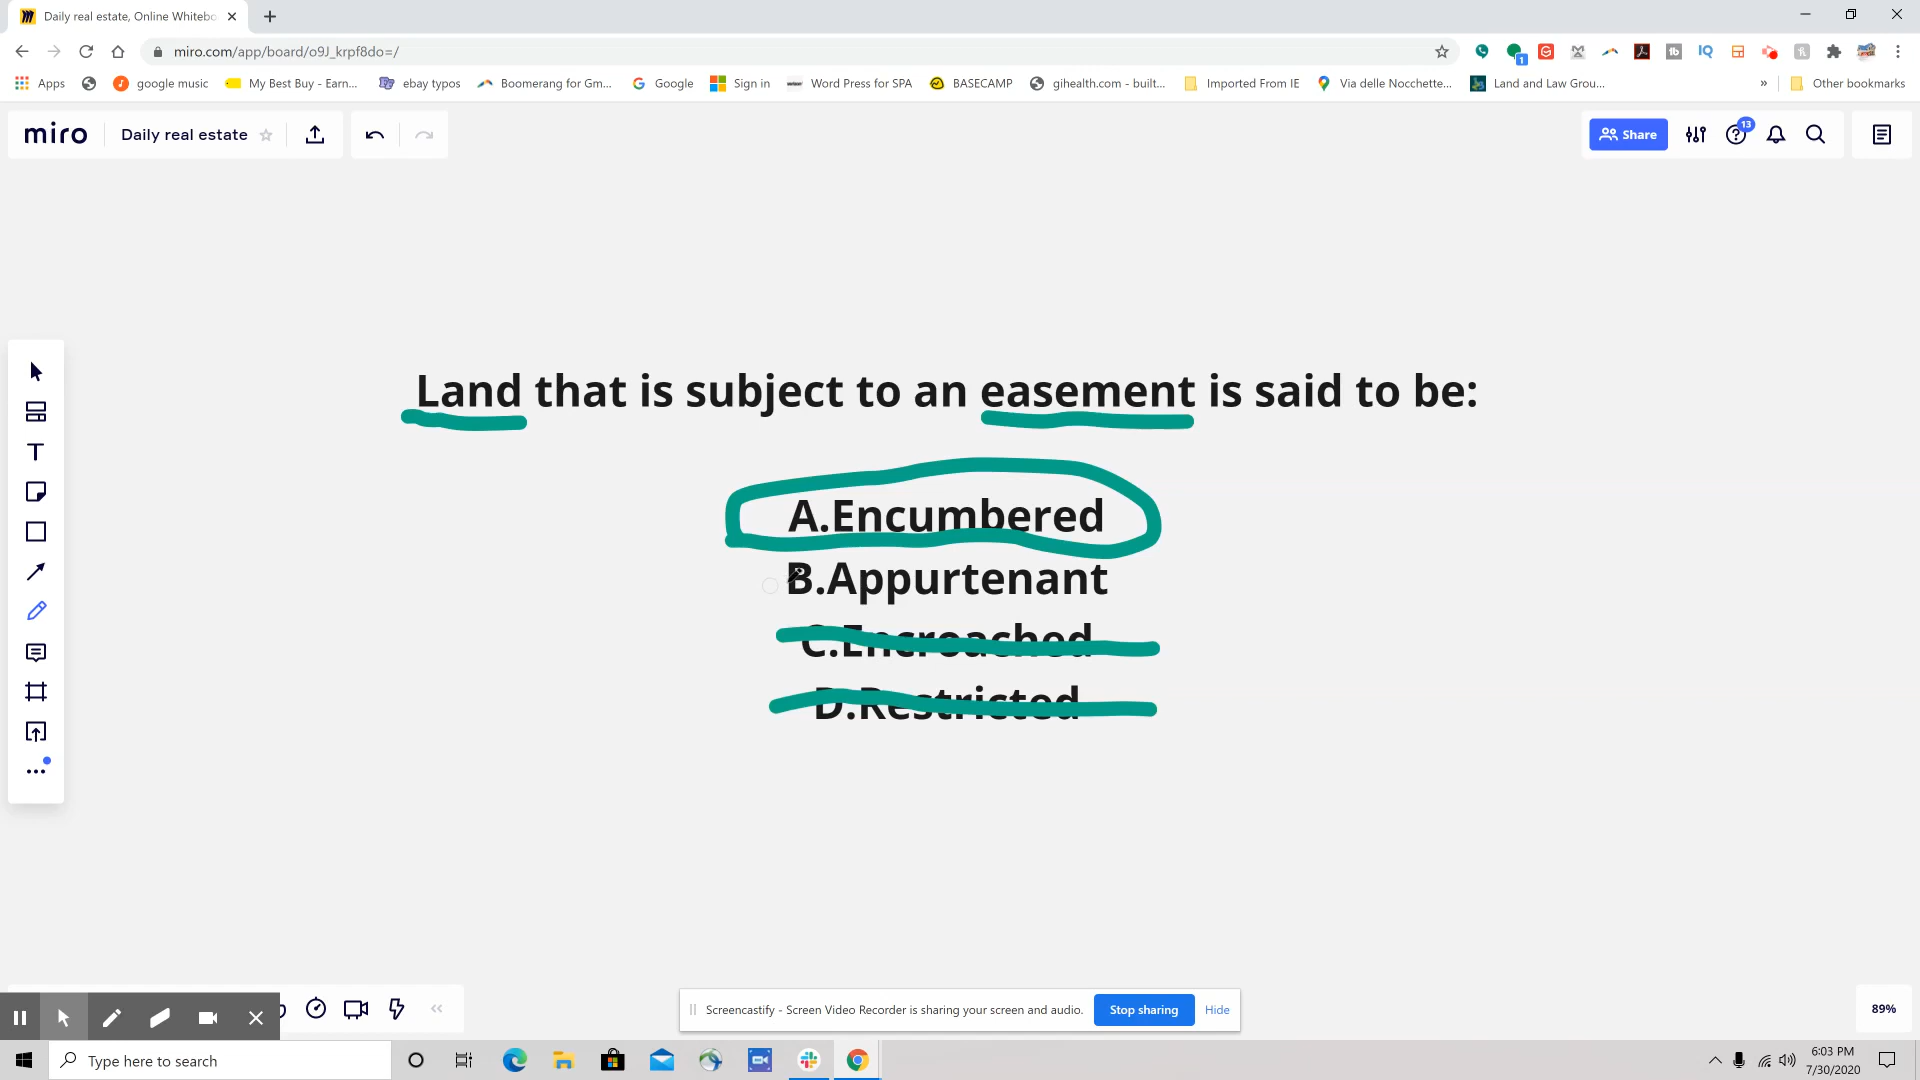 Daily real estate, Online Whitebo
miro.com/app/board/o9J_krpf8do=/
1
Apps
google music
My Best Buy - Earn...
ebay typos
Boomerang for Gm...
Google
Sign in
Word Press for SPA
BASECAMP
gihealth.com - built...
Imported From IE
Via delle Nocchette...
Land and Law Grou...
»
Other bookmarks
miro
Daily real estate
Share
13
Land that is subject to an easement is said to be:
A.Encumbered
B.Appurtenant
C.Encroached
D.Restricted
Screencastify - Screen Video Recorder is sharing your screen and audio.
Stop sharing
Hide
89%
Type here to search
6:03 PM
7/30/2020